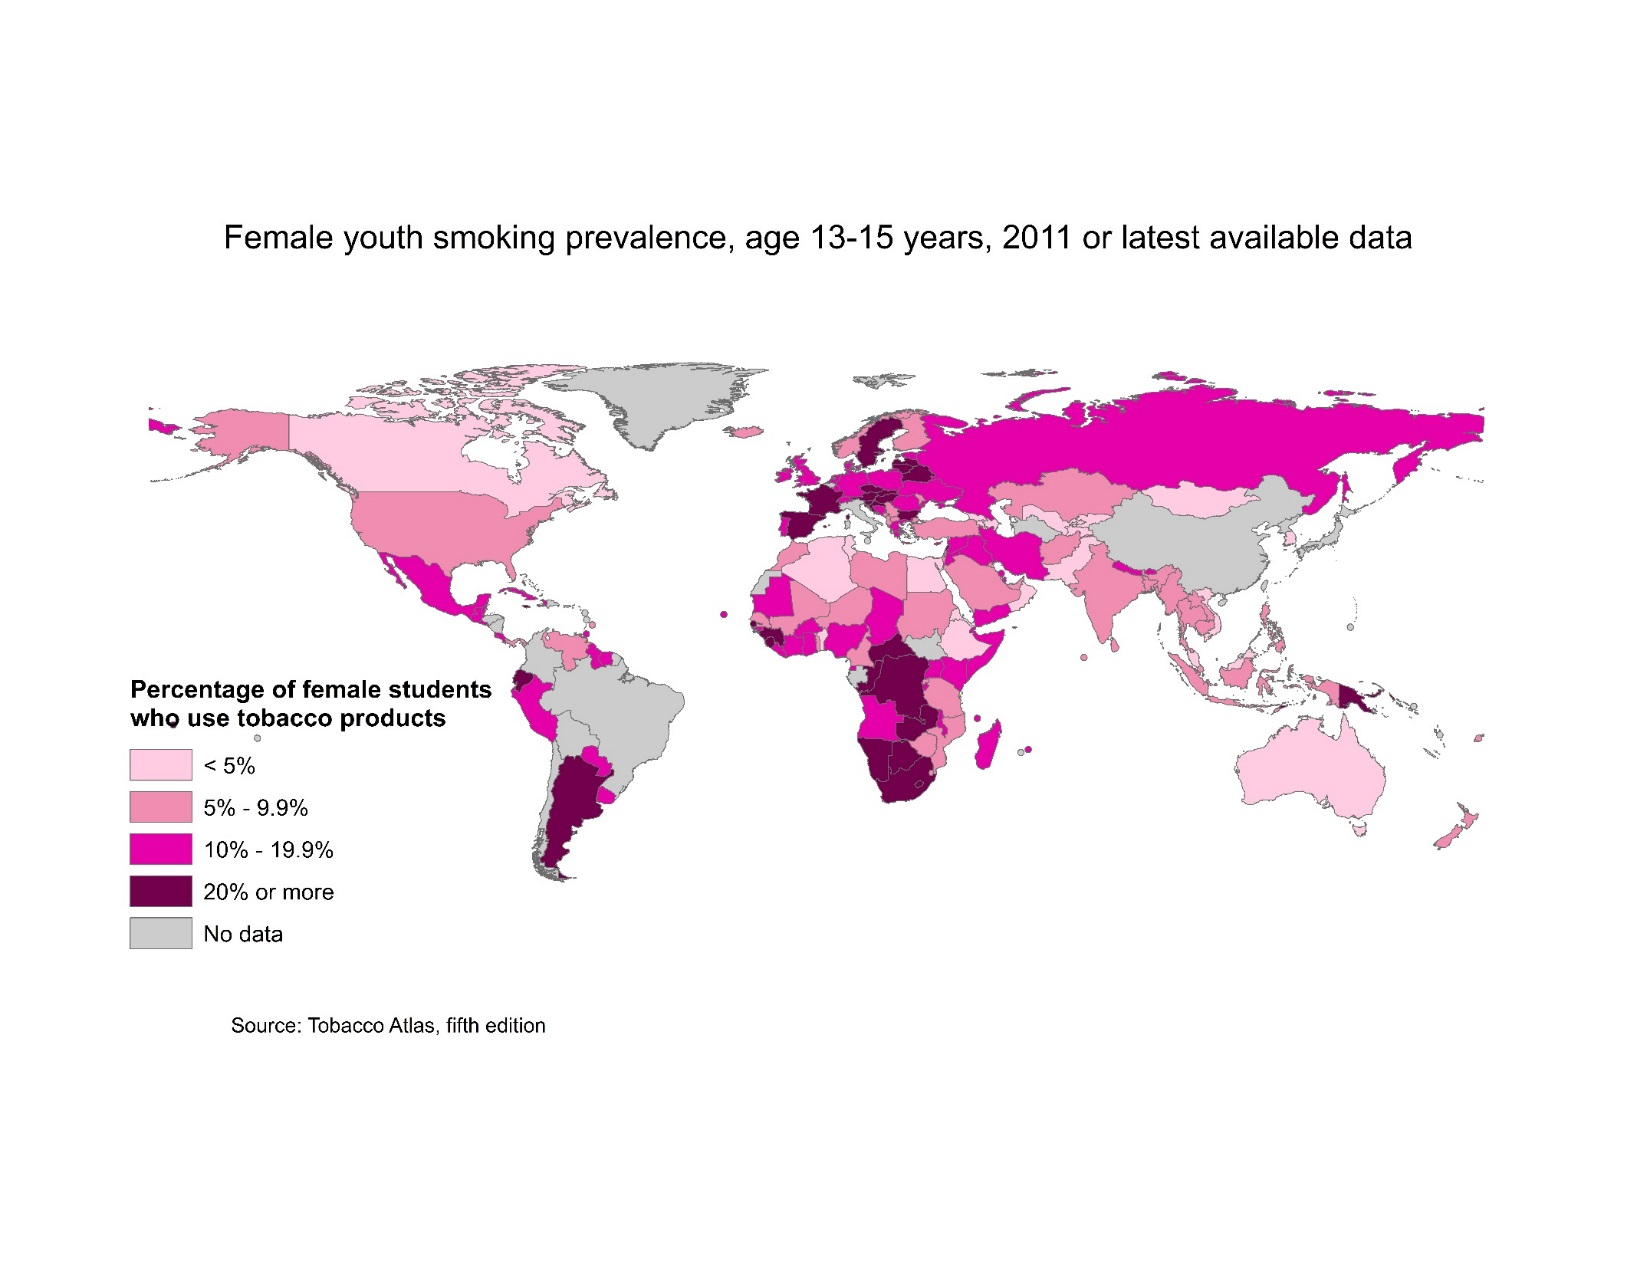 Female youth smoking prevalence, age 13-15 years, 2011 or latest available data
Percentage of female students
who use tobacco products
< 5%
5% - 9.9%
10% - 19.9%
20% or more
No data
Source: Tobacco Atlas, fifth edition